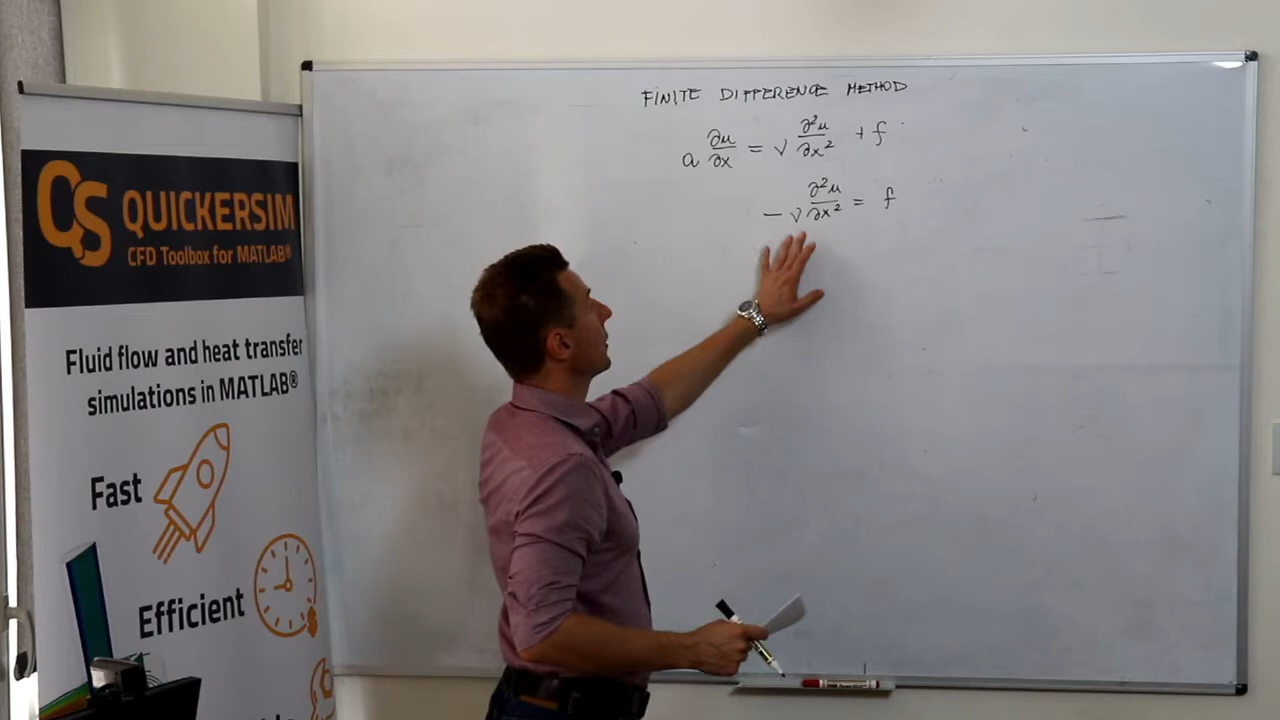 FINITE DIFFERENCE METHOD
a ∂u/∂x = ν ∂²u/∂x² + f
− ν ∂²u/∂x² = f
QS QUICKERSIM
CFD Toolbox for MATLAB®
Fluid flow and heat transfer
simulations in MATLAB®
Fast
Efficient